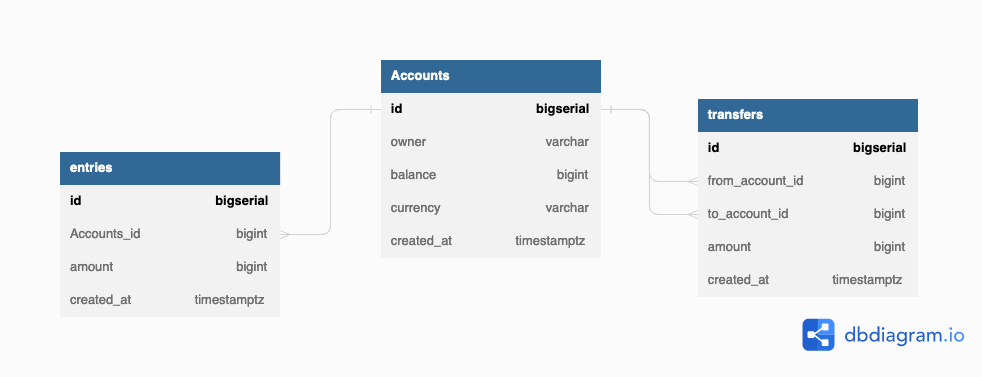 entries
id bigserial
Accounts_id bigint
amount bigint
created_at timestamptz
Accounts
id bigserial
owner varchar
balance bigint
currency varchar
created_at timestamptz
transfers
id bigserial
from_account_id bigint
to_account_id bigint
amount bigint
created_at timestamptz
dbdiagram.io